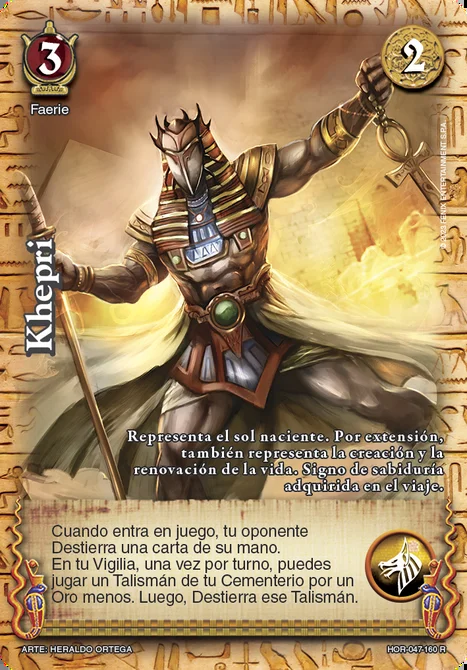 3
2
Faerie
Khepri
Representa el sol naciente. Por extensión,
también representa la creación y la
renovación de la vida. Signo de sabiduría
adquirida en el viaje.
Cuando entra en juego, tu oponente
Destierra una carta de su mano.
En tu Vigilia, una vez por turno, puedes
jugar un Talismán de tu Cementerio por un
Oro menos. Luego, Destierra ese Talismán.
ARTE: HERALDO ORTEGA
HOR-047-160 R
ENTERTAINMENT S.P.A.